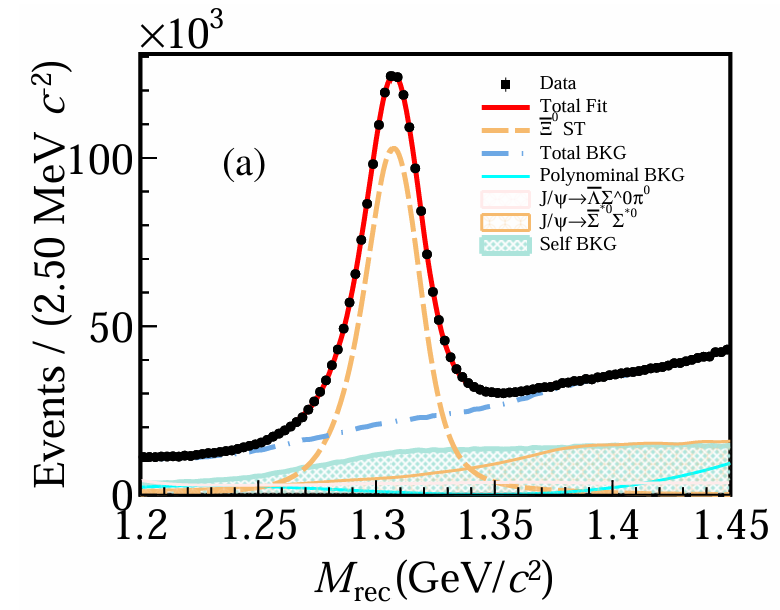 ×10³
Events / (2.50 MeV c⁻²)
100
50
0
(a)
Data
Total Fit
Ξ̅⁰ ST
Total BKG
Polynominal BKG
J/ψ→Λ̅Σ^0π⁰
J/ψ→Σ̅*⁰Σ*⁰
Self BKG
1.2 1.25 1.3 1.35 1.4 1.45
M_rec (GeV/c²)